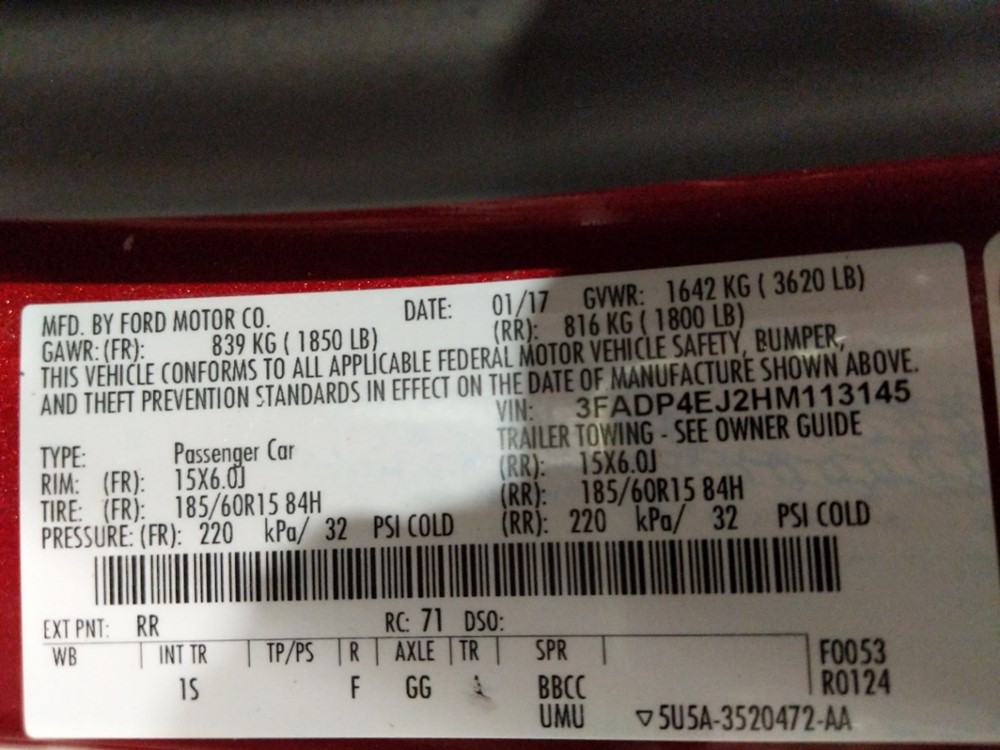 MFD. BY FORD MOTOR CO. DATE: 01/17 GVWR: 1642 KG ( 3620 LB)
GAWR: (FR): 839 KG ( 1850 LB) (RR): 816 KG ( 1800 LB)
THIS VEHICLE CONFORMS TO ALL APPLICABLE FEDERAL MOTOR VEHICLE SAFETY, BUMPER,
AND THEFT PREVENTION STANDARDS IN EFFECT ON THE DATE OF MANUFACTURE SHOWN ABOVE.
VIN: 3FADP4EJ2HM113145
TRAILER TOWING - SEE OWNER GUIDE
TYPE: Passenger Car
RIM: (FR): 15X6.0J (RR): 15X6.0J
TIRE: (FR): 185/60R15 84H (RR): 185/60R15 84H
PRESSURE: (FR): 220 kPa/ 32 PSI COLD (RR): 220 kPa/ 32 PSI COLD
EXT PNT: RR RC: 71 DSO:
WB INT TR TP/PS R AXLE TR SPR F0053
1S F GG BBCC R0124
UMU ▽5U5A-3520472-AA